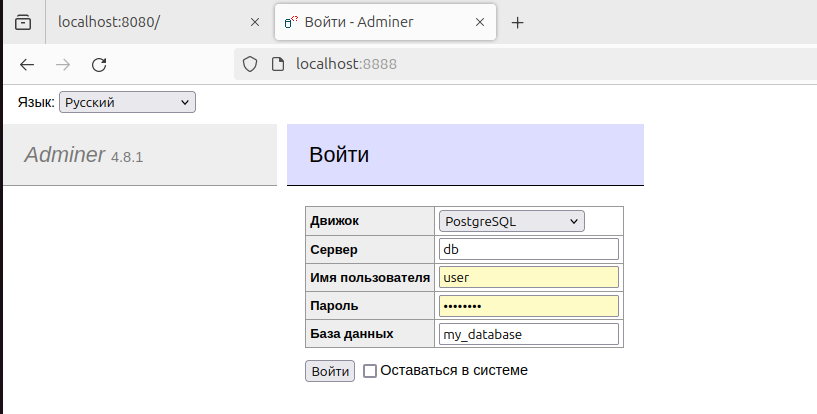 localhost:8080/
Войти - Adminer
localhost:8888
Язык: Русский
Adminer 4.8.1
Войти
Движок PostgreSQL
Сервер db
Имя пользователя user
Пароль ••••••••
База данных my_database
Войти Оставаться в системе